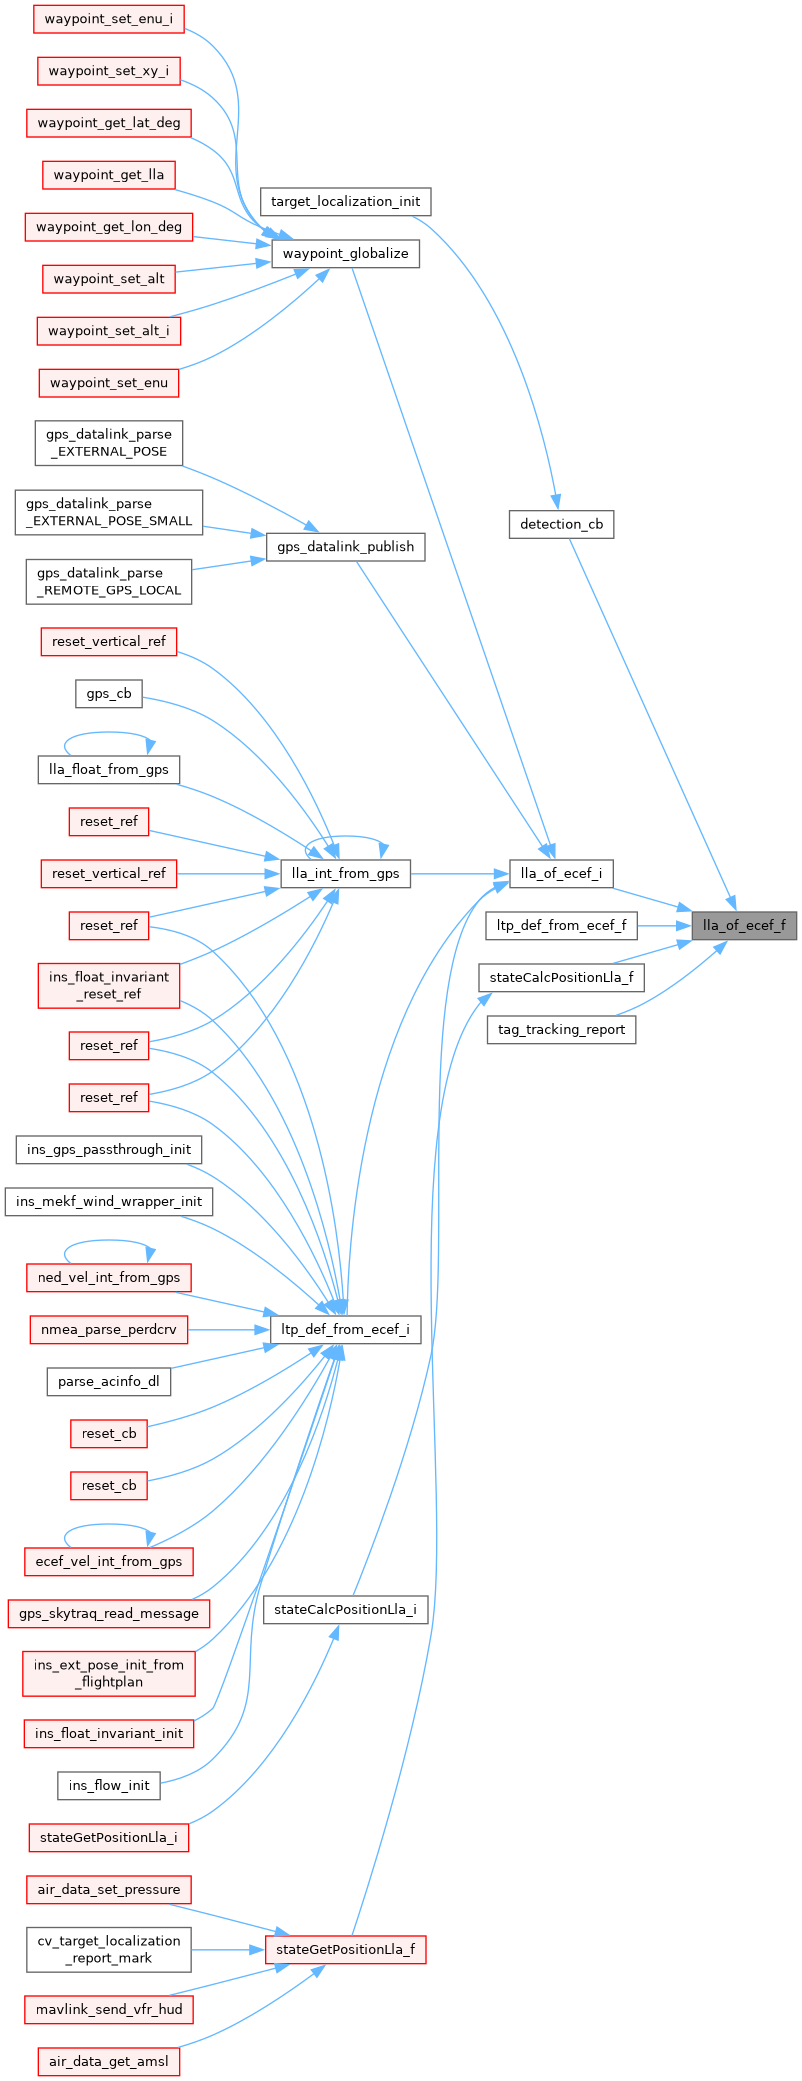 waypoint_set_enu_i
waypoint_set_xy_i
waypoint_get_lat_deg
waypoint_get_lla
target_localization_init
waypoint_get_lon_deg
waypoint_globalize
waypoint_set_alt
waypoint_set_alt_i
waypoint_set_enu
gps_datalink_parse
_EXTERNAL_POSE
gps_datalink_parse
_EXTERNAL_POSE_SMALL
detection_cb
gps_datalink_publish
gps_datalink_parse
_REMOTE_GPS_LOCAL
reset_vertical_ref
gps_cb
lla_float_from_gps
reset_ref
reset_vertical_ref
lla_int_from_gps
lla_of_ecef_i
reset_ref
ltp_def_from_ecef_f
lla_of_ecef_f
ins_float_invariant
_reset_ref
stateCalcPositionLla_f
tag_tracking_report
reset_ref
reset_ref
ins_gps_passthrough_init
ins_mekf_wind_wrapper_init
ned_vel_int_from_gps
nmea_parse_perdcrv
ltp_def_from_ecef_i
parse_acinfo_dl
reset_cb
reset_cb
ecef_vel_int_from_gps
gps_skytraq_read_message
stateCalcPositionLla_i
ins_ext_pose_init_from
_flightplan
ins_float_invariant_init
ins_flow_init
stateGetPositionLla_i
air_data_set_pressure
cv_target_localization
_report_mark
stateGetPositionLla_f
mavlink_send_vfr_hud
air_data_get_amsl